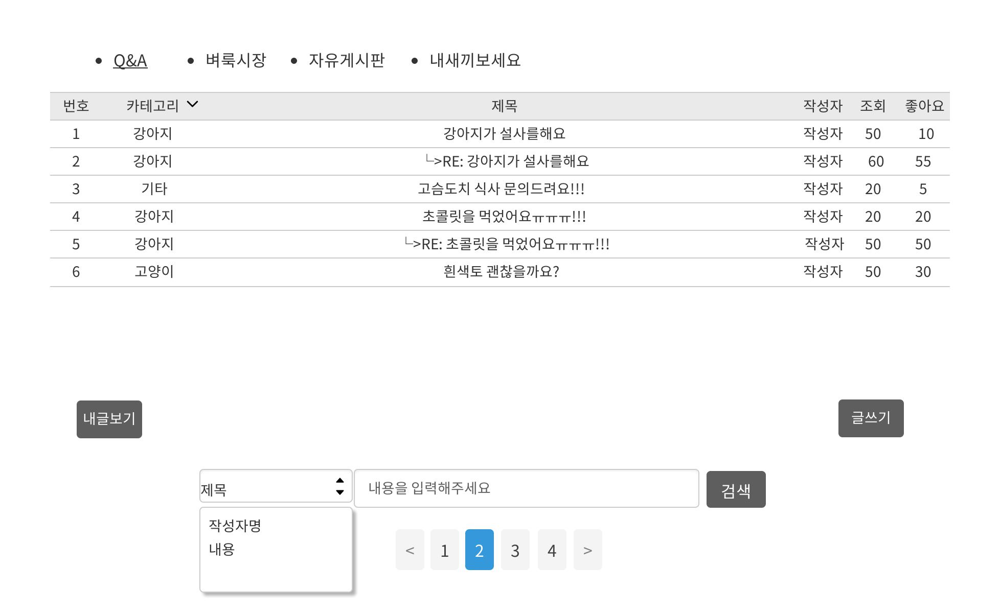 • Q&A • 벼룩시장 • 자유게시판 • 내새끼보세요
번호 카테고리 제목 작성자 조회 좋아요
1 강아지 강아지가 설사를해요 작성자 50 10
2 강아지 └>RE: 강아지가 설사를해요 작성자 60 55
3 기타 고슴도치 식사 문의드려요!!! 작성자 20 5
4 강아지 초콜릿을 먹었어요ㅠㅠㅠ!!! 작성자 20 20
5 강아지 └>RE: 초콜릿을 먹었어요ㅠㅠㅠ!!! 작성자 50 50
6 고양이 흰색토 괜찮을까요? 작성자 50 30
내글보기 글쓰기
제목 내용을 입력해주세요 검색
작성자명
내용
< 1 2 3 4 >